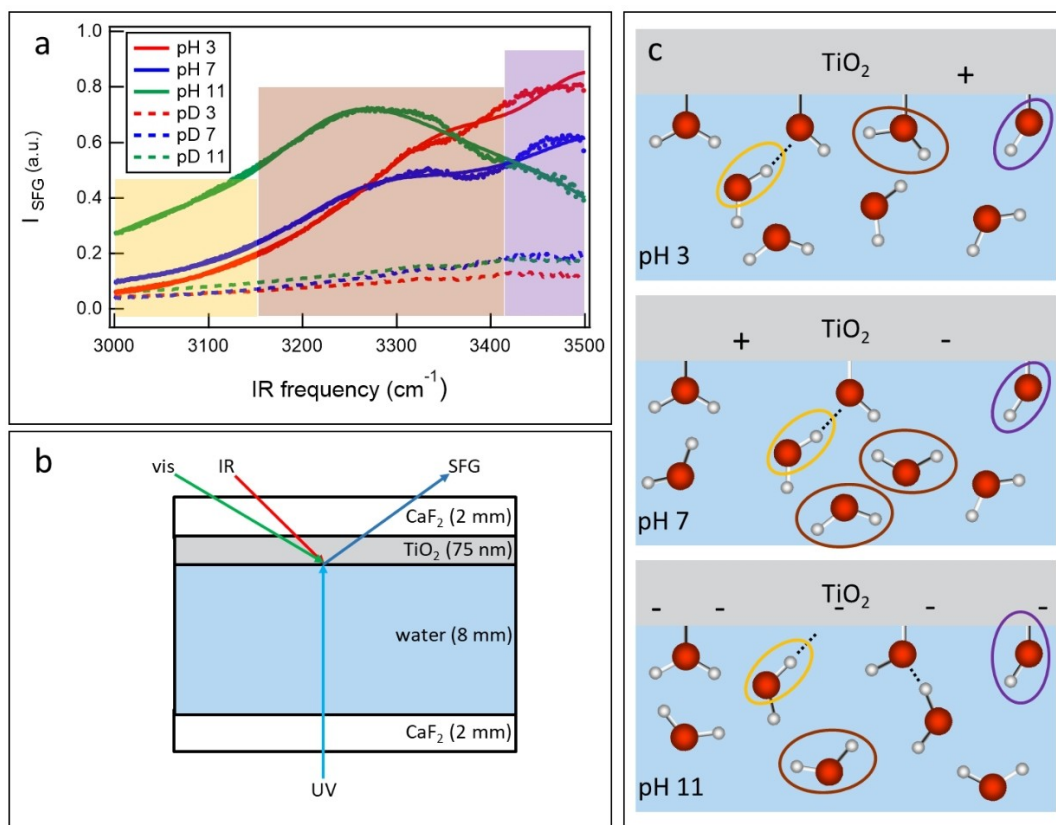 a
1.0
0.8
0.6
0.4
0.2
0.0
I SFG (a.u.)
pH 3
pH 7
pH 11
pD 3
pD 7
pD 11
3000 3100 3200 3300 3400 3500
IR frequency (cm-1)
b
vis IR SFG
CaF2 (2 mm)
TiO2 (75 nm)
water (8 mm)
CaF2 (2 mm)
UV
c
TiO2
+
pH 3
TiO2
+ -
pH 7
TiO2
- - - - -
pH 11